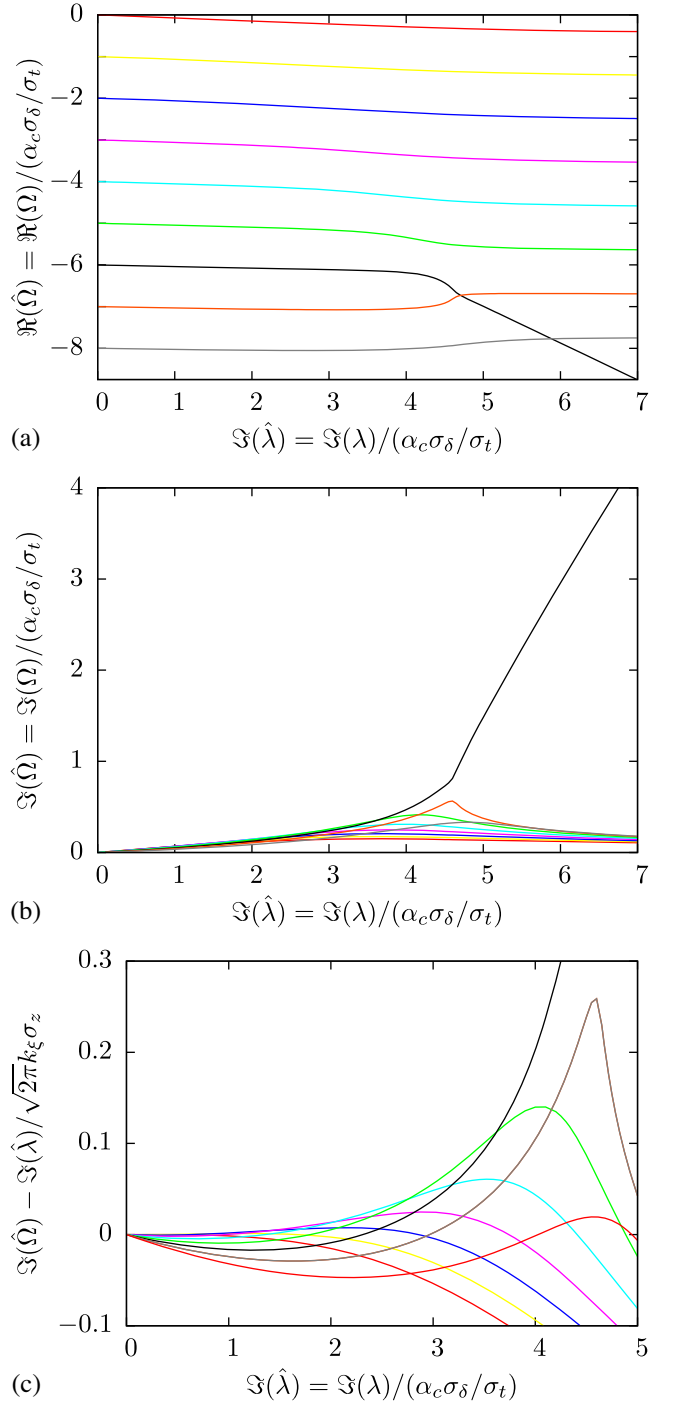 0
−2
−4
−6
−8
ℜ(Ω̂) = ℜ(Ω)/(α_cσ_δ/σ_t)
0 1 2 3 4 5 6 7
(a) ℑ(λ̂) = ℑ(λ)/(α_cσ_δ/σ_t)
4
3
2
1
0
ℑ(Ω̂) = ℑ(Ω)/(α_cσ_δ/σ_t)
0 1 2 3 4 5 6 7
(b) ℑ(λ̂) = ℑ(λ)/(α_cσ_δ/σ_t)
0.3
0.2
0.1
0
−0.1
ℑ(Ω̂) − ℑ(λ̂)/√2πk_ξσ_z
0 1 2 3 4 5
(c) ℑ(λ̂) = ℑ(λ)/(α_cσ_δ/σ_t)